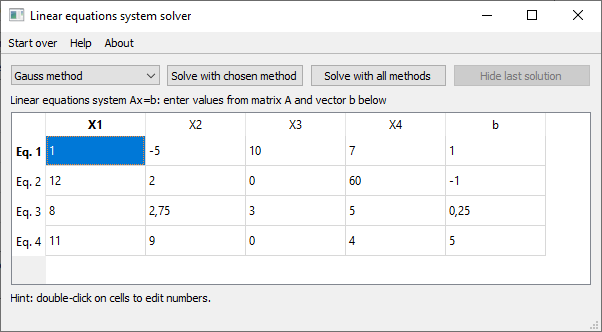 Linear equations system solver
Start over Help About
Gauss method Solve with chosen method Solve with all methods Hide last solution
Linear equations system Ax=b: enter values from matrix A and vector b below
X1 X2 X3 X4 b
Eq. 1 1 -5 10 7 1
Eq. 2 12 2 0 60 -1
Eq. 3 8 2,75 3 5 0,25
Eq. 4 11 9 0 4 5
Hint: double-click on cells to edit numbers.